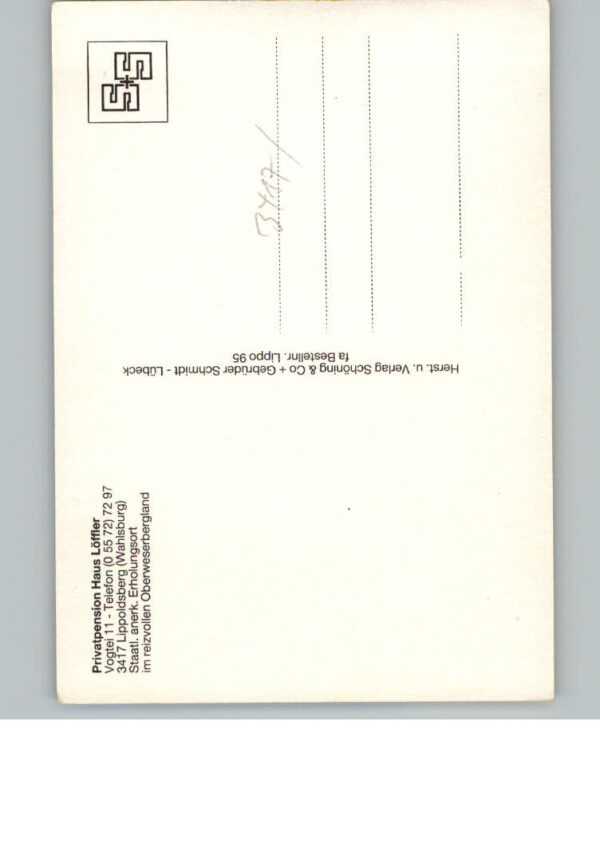 Privatpension Haus Löffler
Vogtei 11 - Telefon (0 55 72) 72 97
3417 Lippoldsberg (Wahlsburg)
Staatl. anerk. Erholungsort
im reizvollen Oberweserbergland
Herst. u. Verlag Schöning & Co + Gebrüder Schmidt - Lübeck
fa Bestellnr. Lippo 95
S+S
3417/